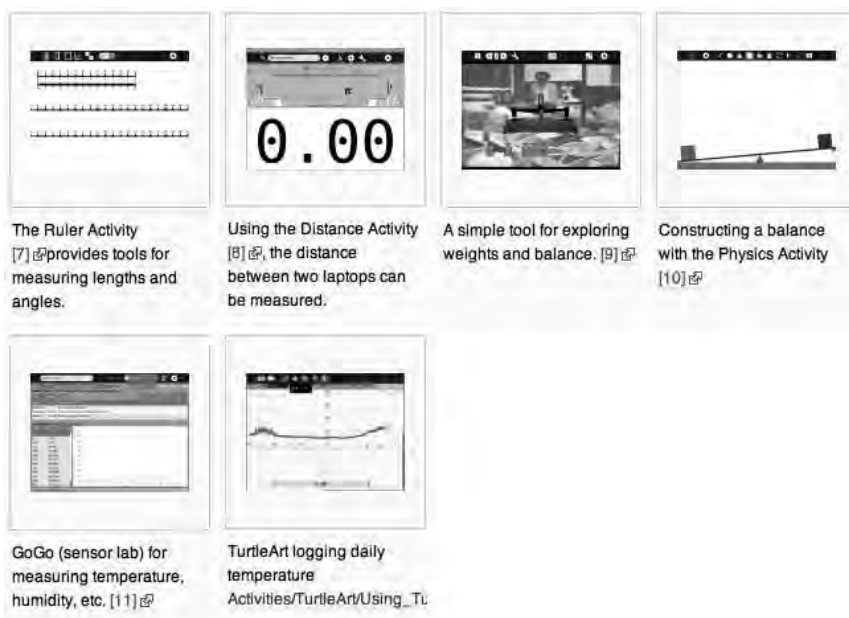 0.00
The Ruler Activity
[7] provides tools for
measuring lengths and
angles.
Using the Distance Activity
[8], the distance
between two laptops can
be measured.
A simple tool for exploring
weights and balance. [9]
Constructing a balance
with the Physics Activity
[10]
GoGo (sensor lab) for
measuring temperature,
humidity, etc. [11]
TurtleArt logging daily
temperature
Activities/TurtleArt/Using_Tu